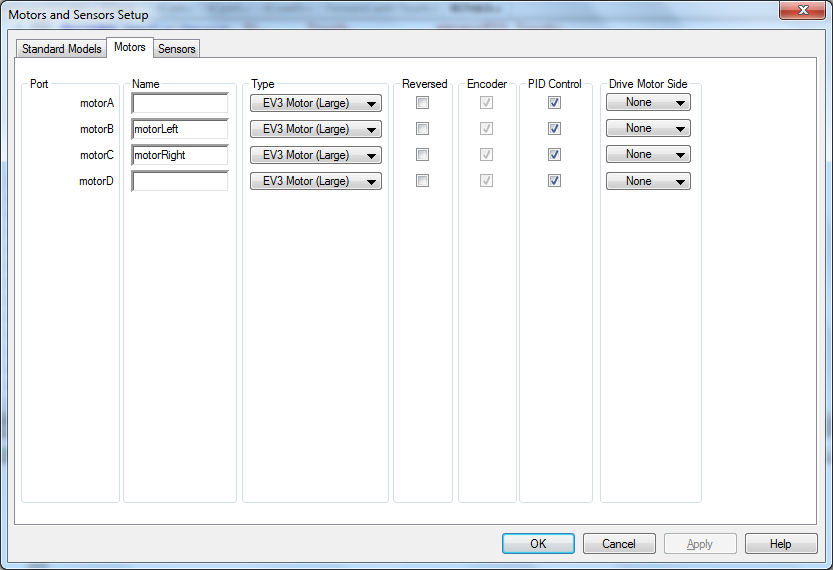 Motors and Sensors Setup
Standard Models Motors Sensors
Port Name Type Reversed Encoder PID Control Drive Motor Side
motorA EV3 Motor (Large) None
motorB motorLeft EV3 Motor (Large) None
motorC motorRight EV3 Motor (Large) None
motorD EV3 Motor (Large) None
OK Cancel Apply Help